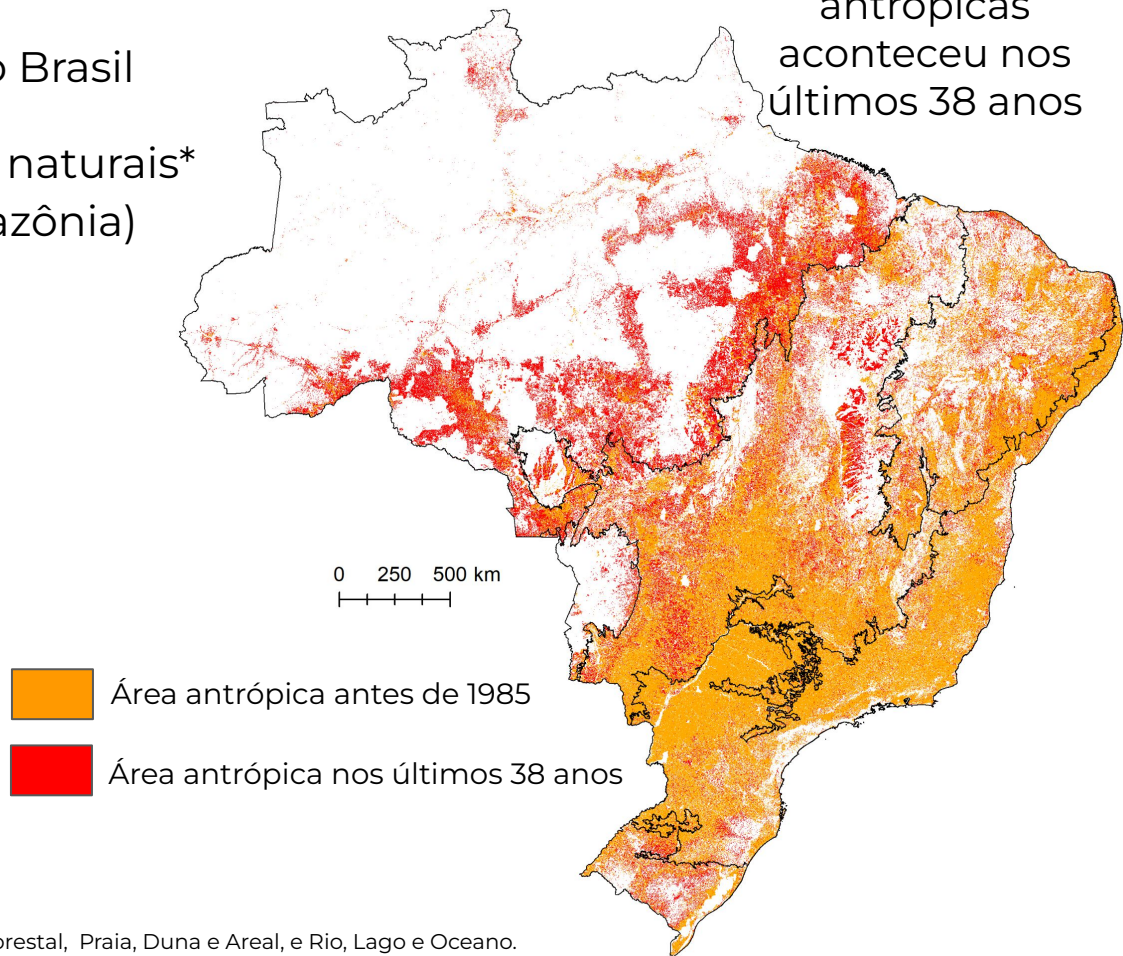 o Brasil
naturais*
azônia)
antrópicas
aconteceu nos
últimos 38 anos
0 250 500 km
Área antrópica antes de 1985
Área antrópica nos últimos 38 anos
orestal, Praia, Duna e Areal, e Rio, Lago e Oceano.